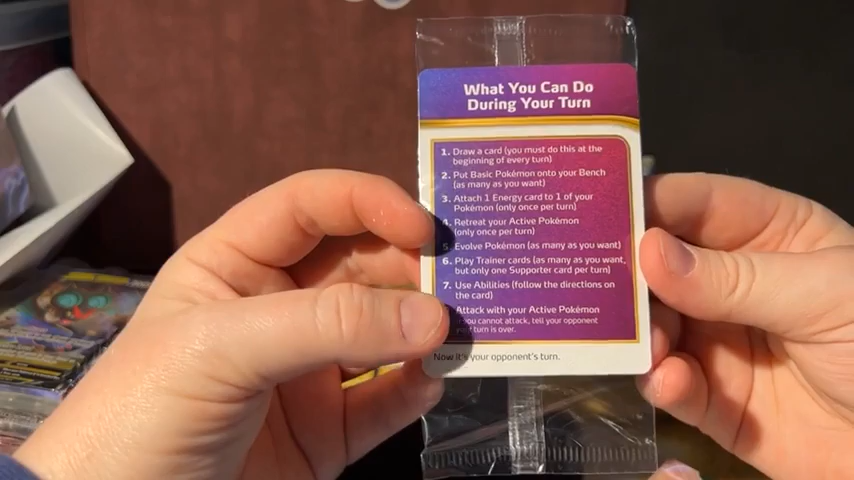 What You Can Do
During Your Turn
1. Draw a card (you must do this at the
beginning of every turn)
2. Put Basic Pokémon onto your Bench
(as many as you want)
3. Attach 1 Energy card to 1 of your
Pokémon (only once per turn)
4. Retreat your Active Pokémon
(only once per turn)
5. Evolve Pokémon (as many as you want)
6. Play Trainer cards (as many as you want,
but only one Supporter card per turn)
7. Use Abilities (follow the directions on
the card)
Attack with your Active Pokémon
you cannot attack, tell your opponent
your turn is over.
Now it's your opponent's turn.